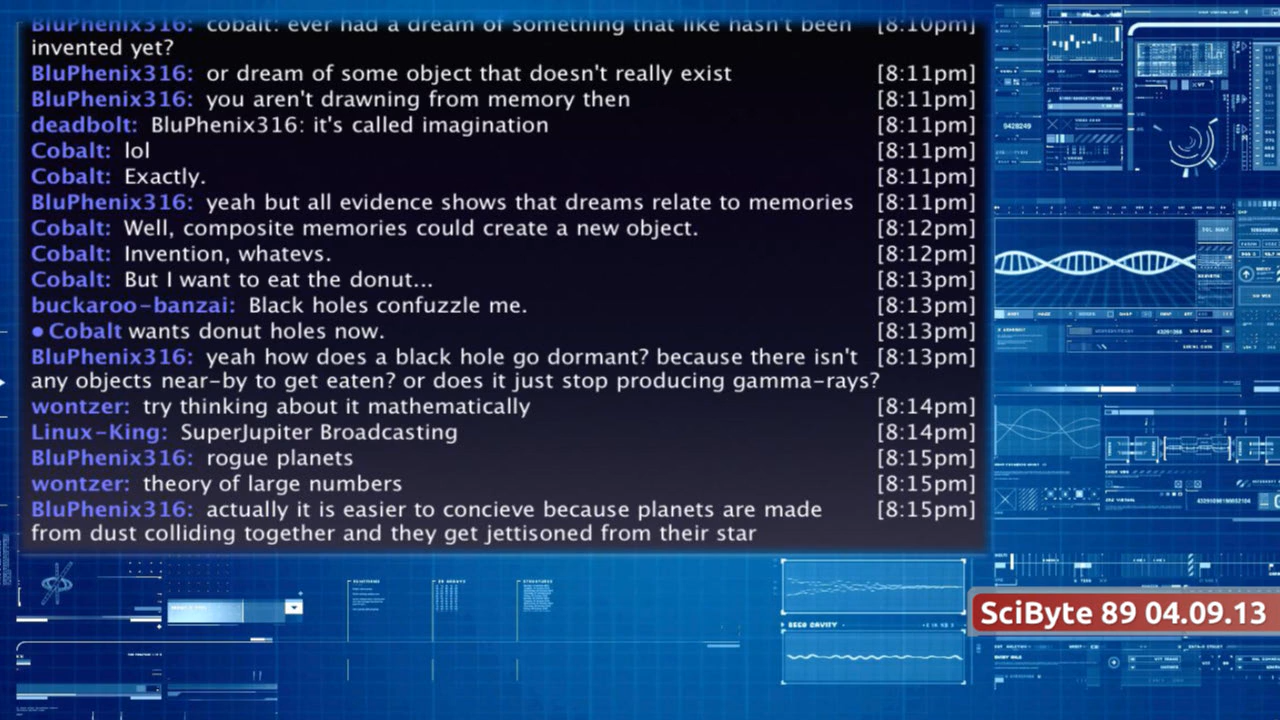 BluPhenix316: cobalt: ever had a dream of something that like hasn't been [8:10pm]
invented yet?
BluPhenix316: or dream of some object that doesn't really exist [8:11pm]
BluPhenix316: you aren't drawning from memory then [8:11pm]
deadbolt: BluPhenix316: it's called imagination [8:11pm]
Cobalt: lol [8:11pm]
Cobalt: Exactly. [8:11pm]
BluPhenix316: yeah but all evidence shows that dreams relate to memories [8:11pm]
Cobalt: Well, composite memories could create a new object. [8:12pm]
Cobalt: Invention, whatevs. [8:12pm]
Cobalt: But I want to eat the donut... [8:13pm]
buckaroo-banzai: Black holes confuzzle me. [8:13pm]
• Cobalt wants donut holes now. [8:13pm]
BluPhenix316: yeah how does a black hole go dormant? because there isn't [8:13pm]
any objects near-by to get eaten? or does it just stop producing gamma-rays?
wontzer: try thinking about it mathematically [8:14pm]
Linux-King: SuperJupiter Broadcasting [8:14pm]
BluPhenix316: rogue planets [8:15pm]
wontzer: theory of large numbers [8:15pm]
BluPhenix316: actually it is easier to concieve because planets are made [8:15pm]
from dust colliding together and they get jettisoned from their star
9428249
SciByte 89 04.09.13